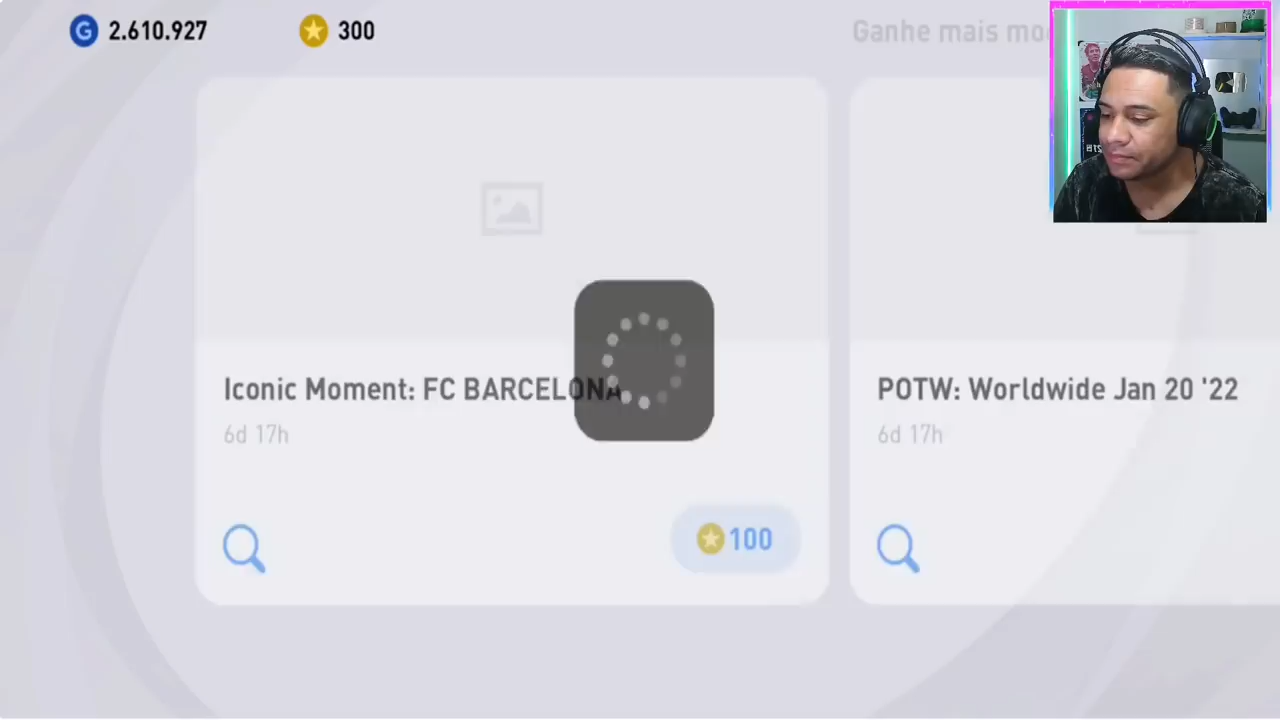 G 2.610.927
300
Ganhe mais
Iconic Moment: FC BARCELONA
6d 17h
100
POTW: Worldwide Jan 20 '22
6d 17h